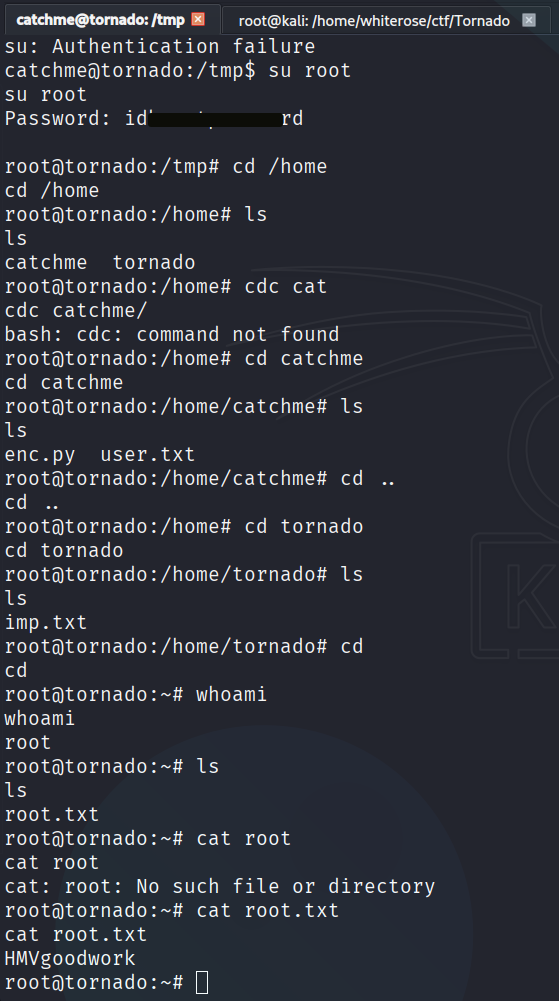 catchme@tornado: /tmp
root@kali: /home/whiterose/ctf/Tornado
su: Authentication failure
catchme@tornado:/tmp$ su root
su root
Password: id rd
root@tornado:/tmp# cd /home
cd /home
root@tornado:/home# ls
ls
catchme  tornado
root@tornado:/home# cdc cat
cdc catchme/
bash: cdc: command not found
root@tornado:/home# cd catchme
cd catchme
root@tornado:/home/catchme# ls
ls
enc.py  user.txt
root@tornado:/home/catchme# cd ..
cd ..
root@tornado:/home# cd tornado
cd tornado
root@tornado:/home/tornado# ls
ls
imp.txt
root@tornado:/home/tornado# cd
cd
root@tornado:~# whoami
whoami
root
root@tornado:~# ls
ls
root.txt
root@tornado:~# cat root
cat root
cat: root: No such file or directory
root@tornado:~# cat root.txt
cat root.txt
HMVgoodwork
root@tornado:~#
K